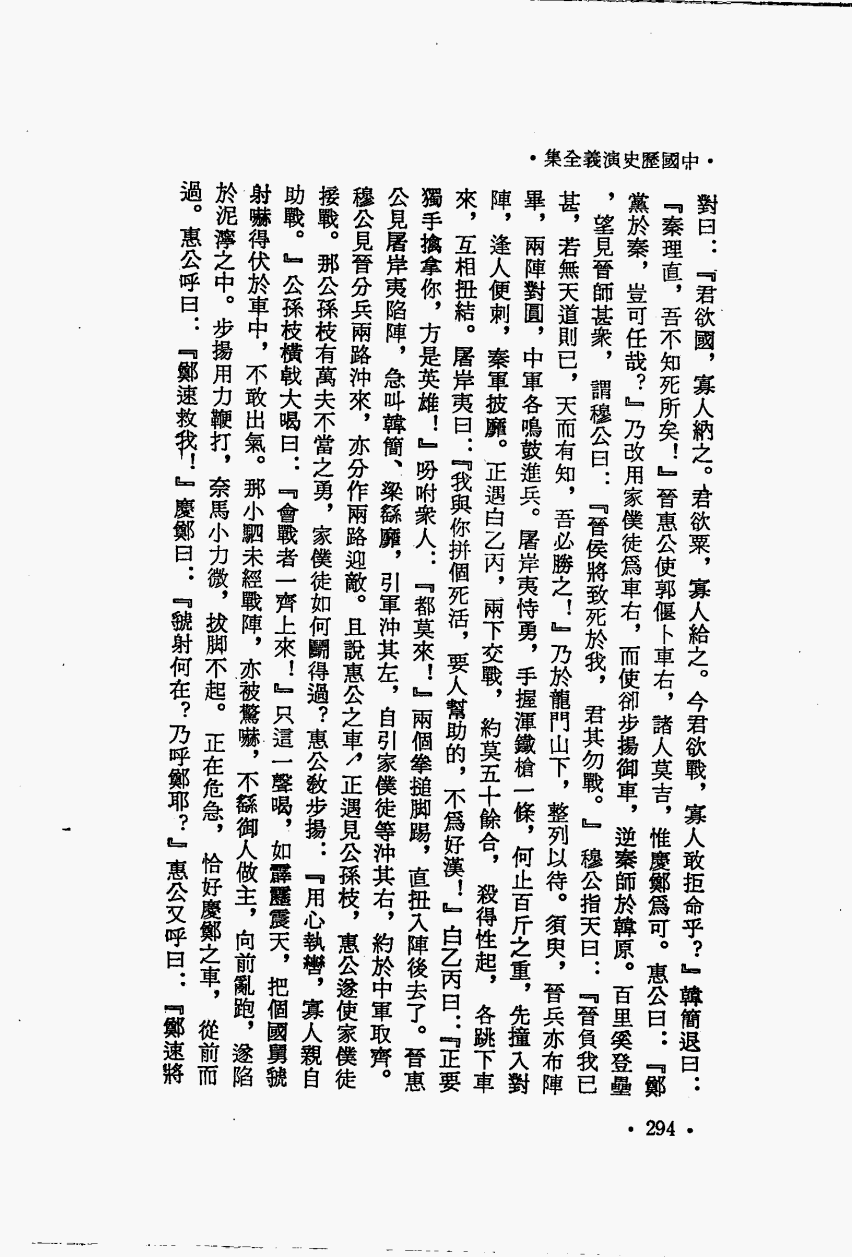 ・中國歷史演義全集・
對曰：『君欲國，寡人納之。君欲粟，寡人給之。今君欲戰，寡人敢拒命乎？』韓簡退曰：
『秦理直，吾不知死所矣！』晉惠公使郭偃卜車右，諸人莫吉，惟慶鄭爲可。惠公曰：『鄭
黨於秦，豈可任哉？』乃改用家僕徒爲車右，而使郤步揚御車，逆秦師於韓原。百里奚登壘
，望見晉師甚衆，謂穆公曰：『晉侯將致死於我，君其勿戰。』穆公指天曰：『晉負我已
甚，若無天道則已，天而有知，吾必勝之！』乃於龍門山下，整列以待。須臾，晉兵亦布陣
畢，兩陣對圓，中軍各鳴鼓進兵。屠岸夷恃勇，手握渾鐵槍一條，何止百斤之重，先撞入對
陣，逢人便刺，秦軍披靡。正遇白乙丙，兩下交戰，約莫五十餘合，殺得性起，各跳下車
來，互相扭結。屠岸夷曰：『我與你拼個死活，要人幫助的，不爲好漢！』白乙丙曰：『正要
獨手擒拿你，方是英雄！』吩咐衆人：『都莫來！』兩個拳搥脚踢，直扭入陣後去了。晉惠
公見屠岸夷陷陣，急叫韓簡、梁繇靡，引軍沖其左，自引家僕徒等沖其右，約於中軍取齊。
穆公見晉分兵兩路沖來，亦分作兩路迎敵。且說惠公之車，正遇見公孫枝，惠公遂使家僕徒
接戰。那公孫枝有萬夫不當之勇，家僕徒如何鬭得過？惠公教步揚：『用心執轡，寡人親自
助戰。』公孫枝橫戟大喝曰：『會戰者一齊上來！』只這一聲喝，如霹靂震天，把個國舅虢
射嚇得伏於車中，不敢出氣。那小駟未經戰陣，亦被驚嚇，不繇御人做主，向前亂跑，遂陷
於泥濘之中。步揚用力鞭打，奈馬小力微，拔脚不起。正在危急，恰好慶鄭之車，從前而
過。惠公呼曰：『鄭速救我！』慶鄭曰：『虢射何在？乃呼鄭耶？』惠公又呼曰：『鄭速將
・294・